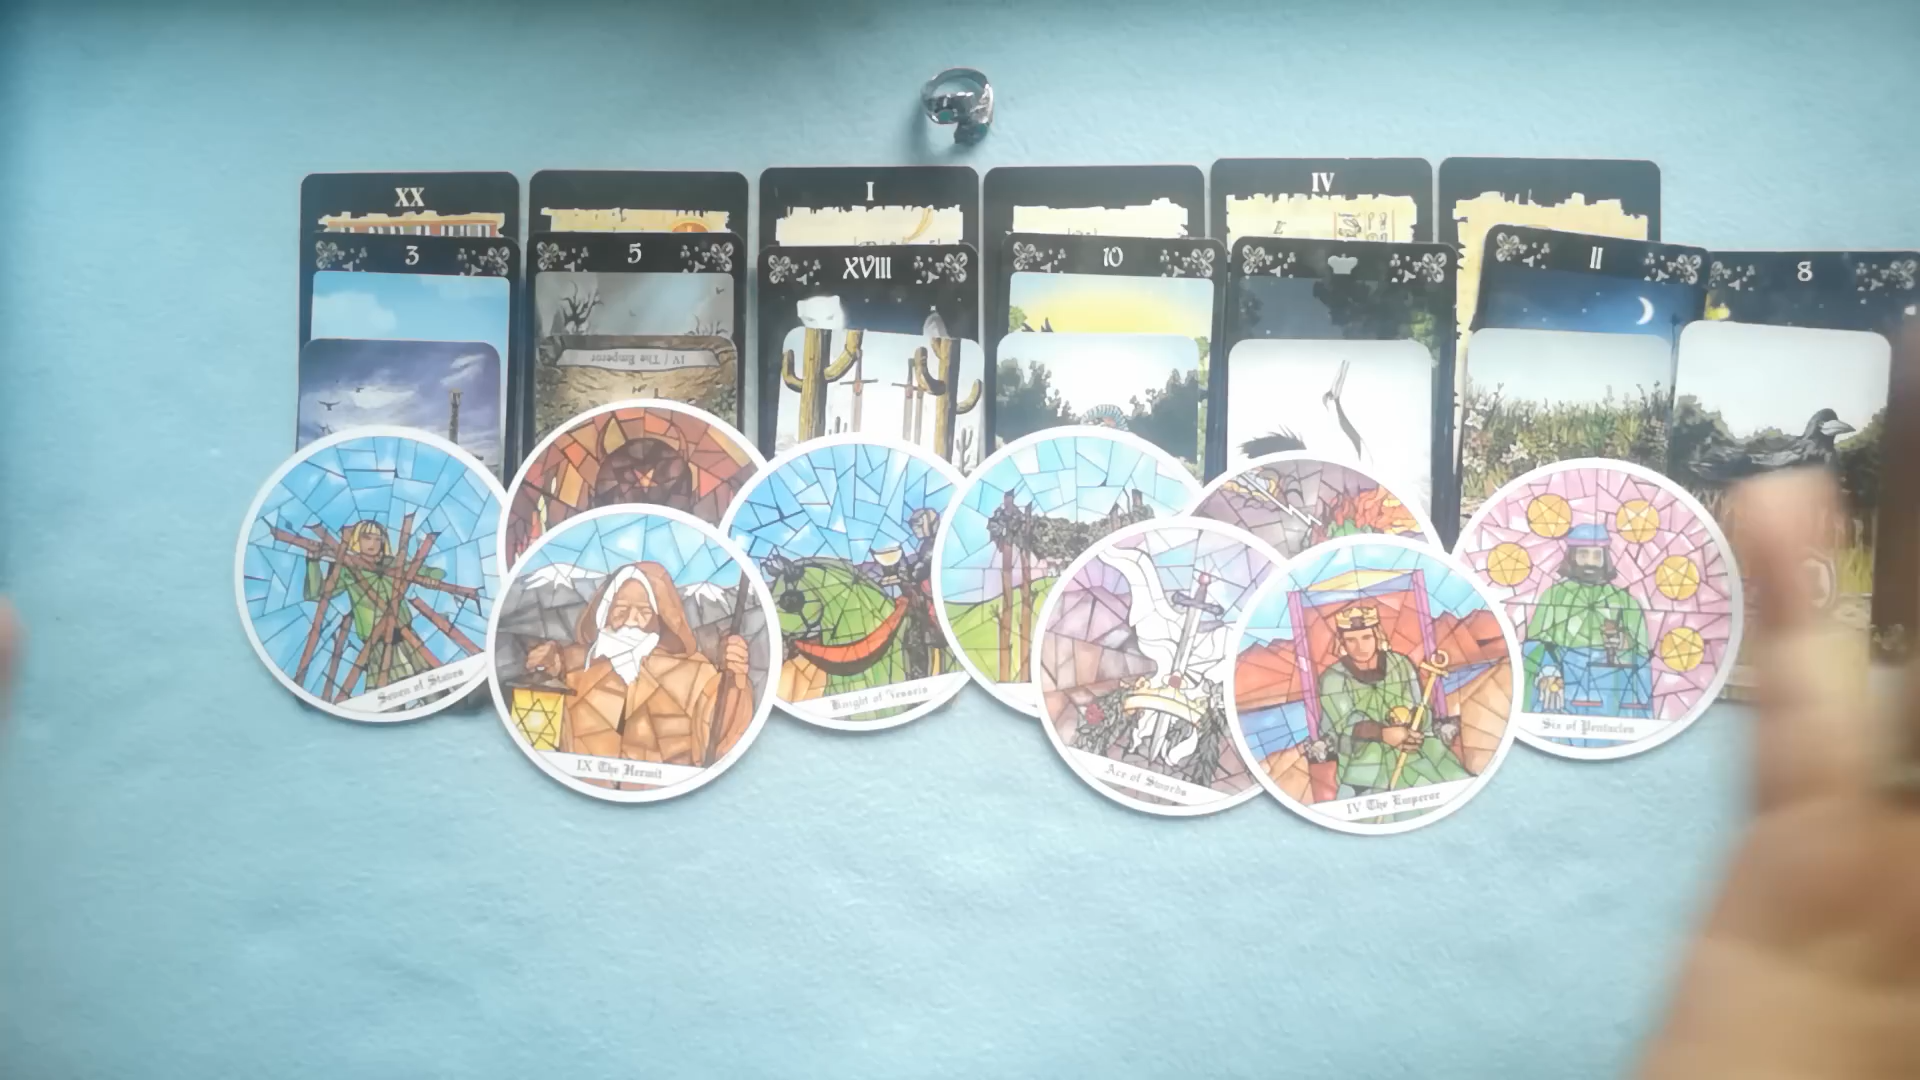 XX
I
IV
3
5
XVIII
10
II
8
IV | The Emperor
Seven of Staves
IX The Hermit
Knight of Vessels
Ace of Swords
IV The Emperor
Six of Pentacles